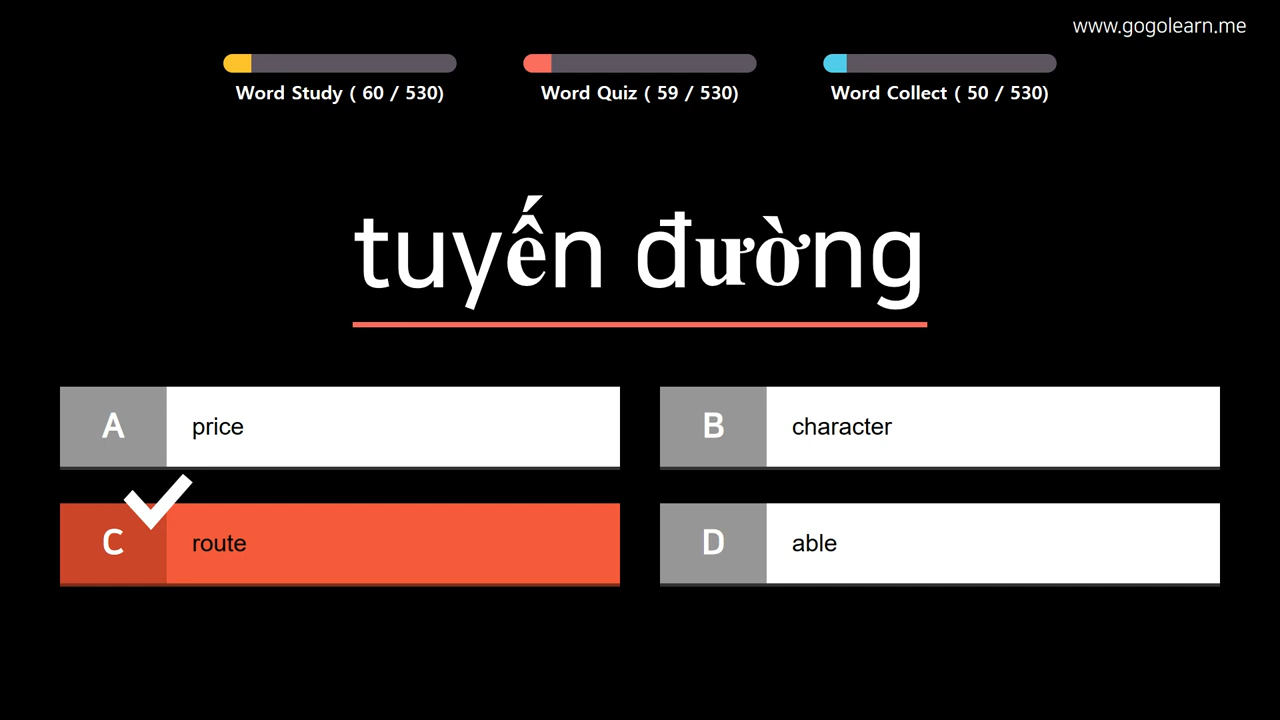 www.gogolearn.me
Word Study ( 60 / 530)
Word Quiz ( 59 / 530)
Word Collect ( 50 / 530)
tuyến đường
A price
B character
C route
D able